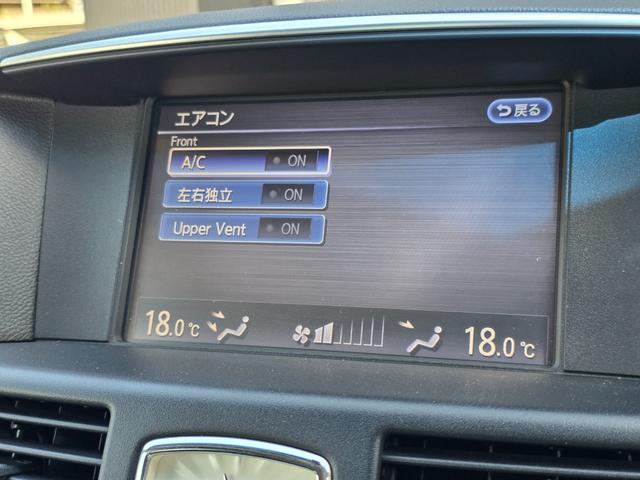 エアコン
戻る
Front
A/C ON
左右独立 ON
Upper Vent ON
18.0℃ 18.0℃